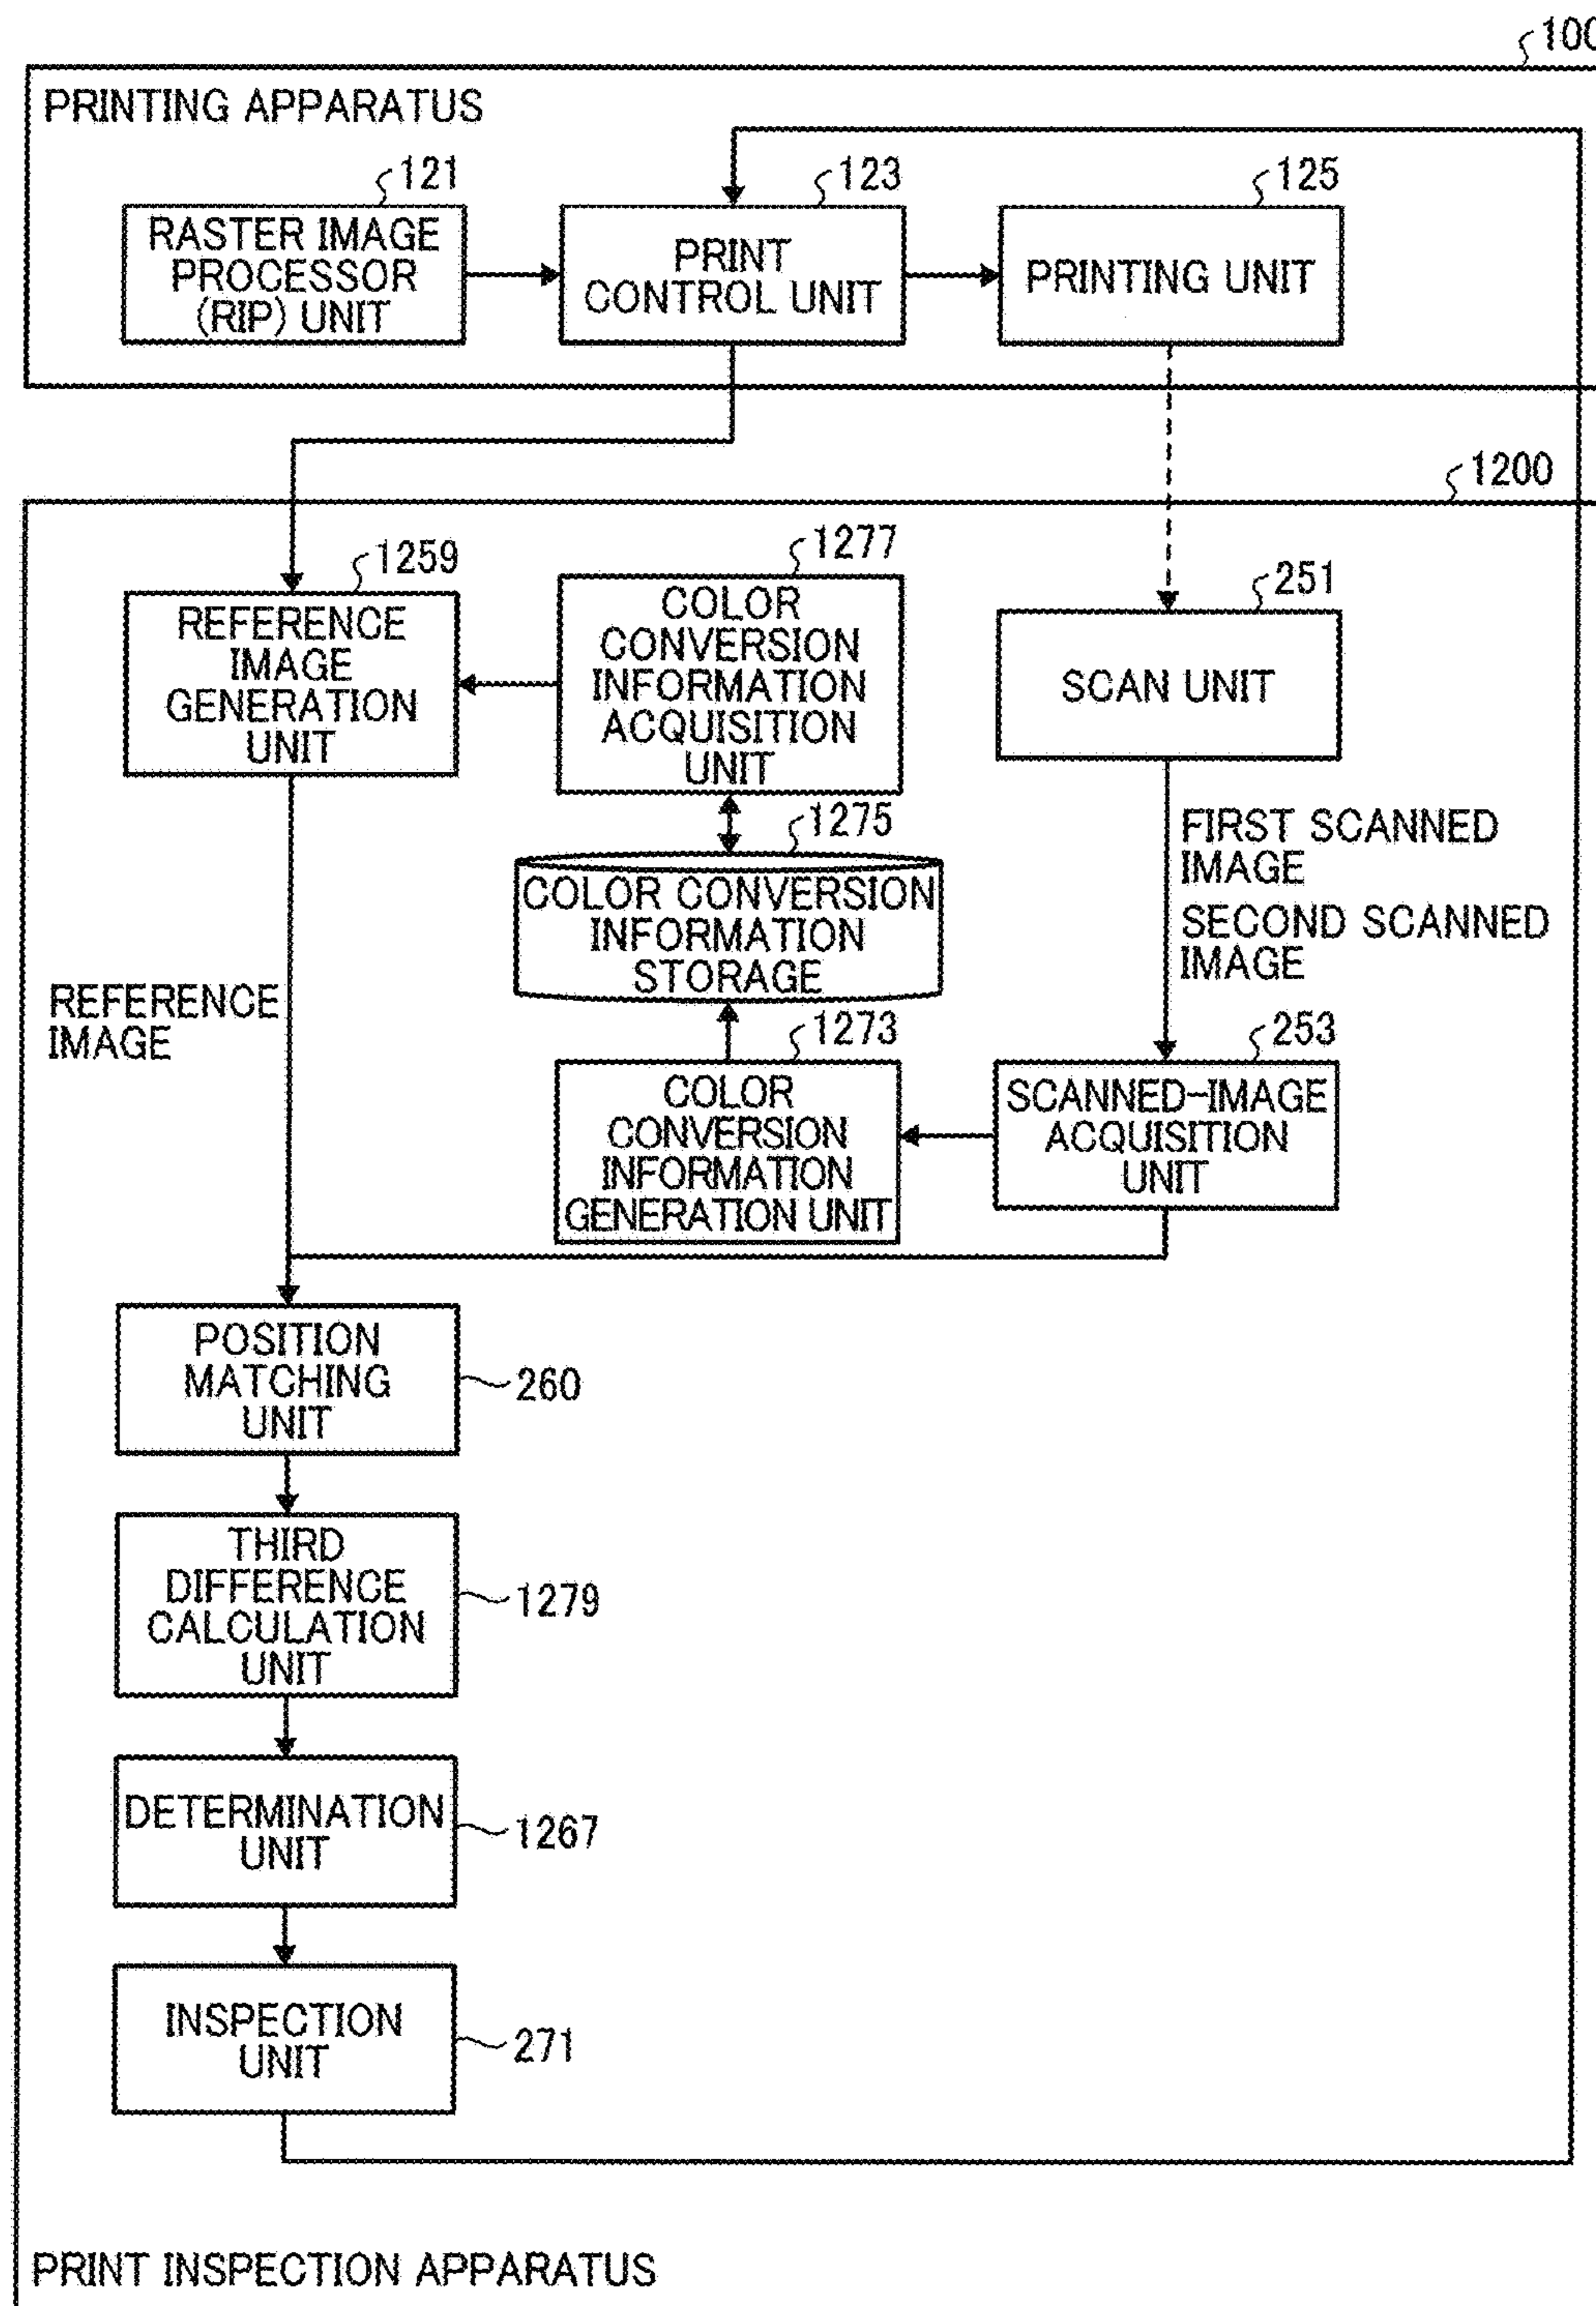 100
PRINTING APPARATUS
121
123
125
RASTER IMAGE
PROCESSOR
(RIP) UNIT
PRINT
CONTROL UNIT
PRINTING UNIT
1200
1259
1277
251
REFERENCE
IMAGE
GENERATION
UNIT
COLOR
CONVERSION
INFORMATION
ACQUISITION
UNIT
SCAN UNIT
1275
COLOR CONVERSION
INFORMATION
STORAGE
FIRST SCANNED
IMAGE
SECOND SCANNED
IMAGE
REFERENCE
IMAGE
1273
253
COLOR
CONVERSION
INFORMATION
GENERATION UNIT
SCANNED-IMAGE
ACQUISITION
UNIT
POSITION
MATCHING
UNIT
260
THIRD
DIFFERENCE
CALCULATION
UNIT
1279
DETERMINATION
UNIT
1267
INSPECTION
UNIT
271
PRINT INSPECTION APPARATUS